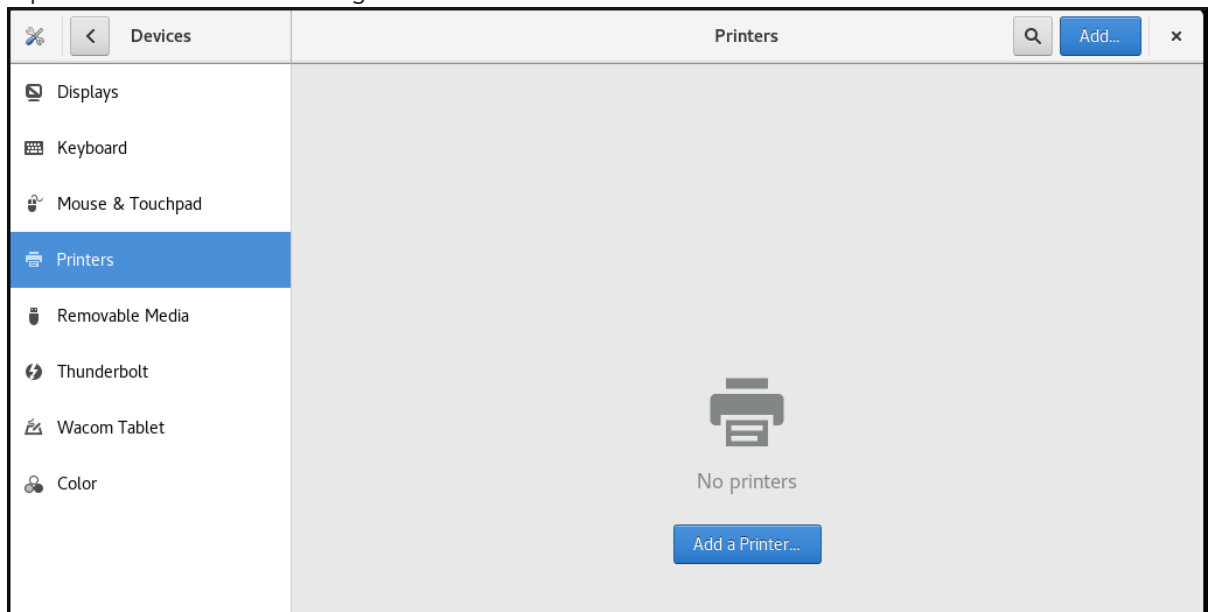 Devices
Printers
Add...
Displays
Keyboard
Mouse & Touchpad
Printers
Removable Media
Thunderbolt
Wacom Tablet
Color
No printers
Add a Printer...